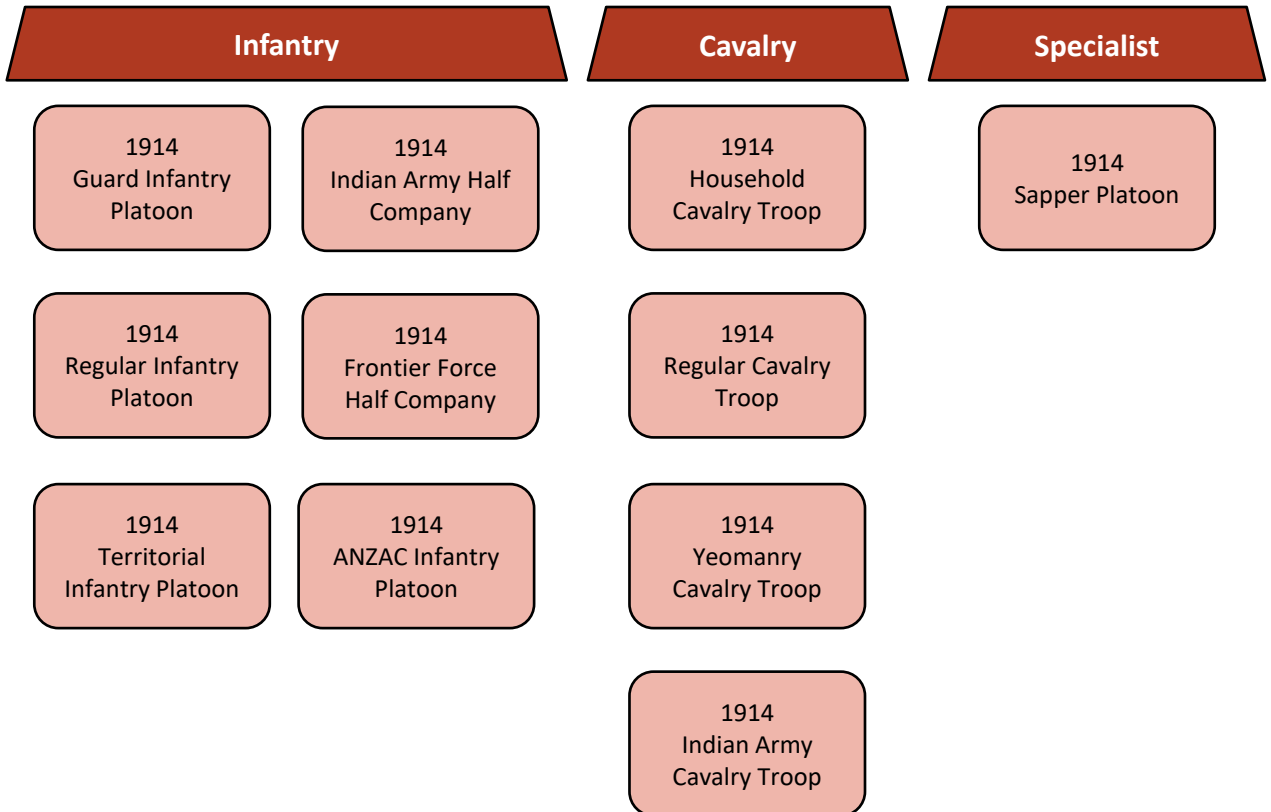 Infantry
Cavalry
Specialist
1914
Guard Infantry
Platoon
1914
Indian Army Half
Company
1914
Household
Cavalry Troop
1914
Sapper Platoon
1914
Regular Infantry
Platoon
1914
Frontier Force
Half Company
1914
Regular Cavalry
Troop
1914
Territorial
Infantry Platoon
1914
ANZAC Infantry
Platoon
1914
Yeomanry
Cavalry Troop
1914
Indian Army
Cavalry Troop